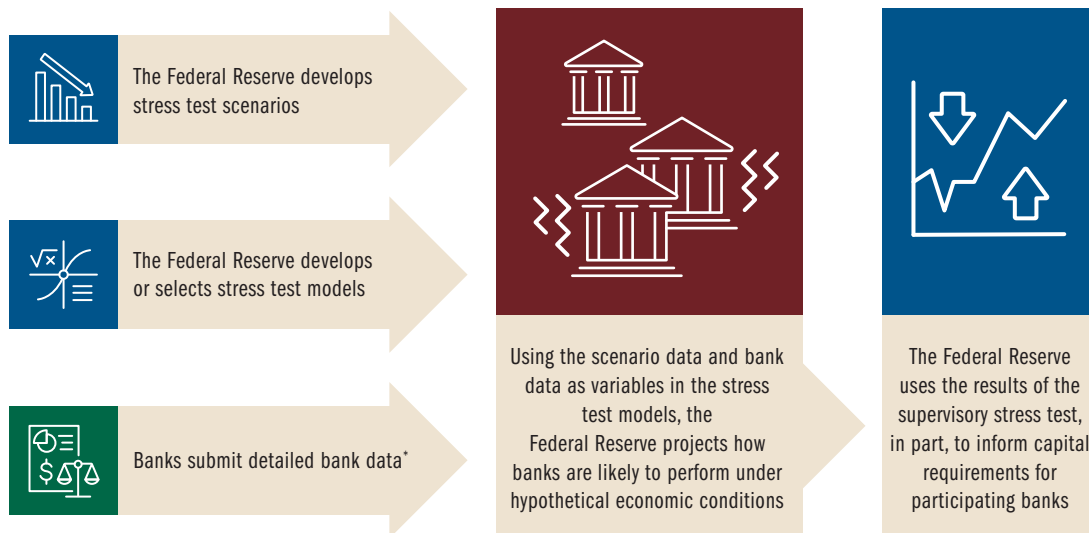 The Federal Reserve develops
stress test scenarios
√x
The Federal Reserve develops
or selects stress test models
$
Banks submit detailed bank data*
Using the scenario data and bank
data as variables in the stress
test models, the
Federal Reserve projects how
banks are likely to perform under
hypothetical economic conditions
The Federal Reserve
uses the results of the
supervisory stress test,
in part, to inform capital
requirements for
participating banks